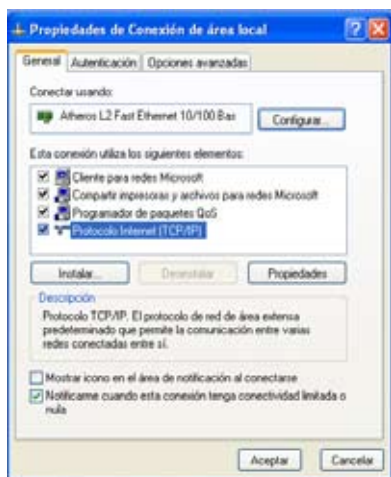 Propiedades de Conexión de área local
General Autenticación Opciones avanzadas
Conectar usando:
Atheros L2 Fast Ethernet 10/100 Bas
Configurar...
Esta conexión utiliza los siguientes elementos:
Cliente para redes Microsoft
Compartir impresoras y archivos para redes Microsoft
Programador de paquetes QoS
Protocolo Internet (TCP/IP)
Instalar... Desinstalar Propiedades
Descripción
Protocolo TCP/IP. El protocolo de red de área extensa
predeterminado que permite la comunicación entre varias
redes conectadas entre sí.
Mostrar icono en el área de notificación al conectarse
Notificarme cuando esta conexión tenga conectividad limitada o
nula
Aceptar Cancelar